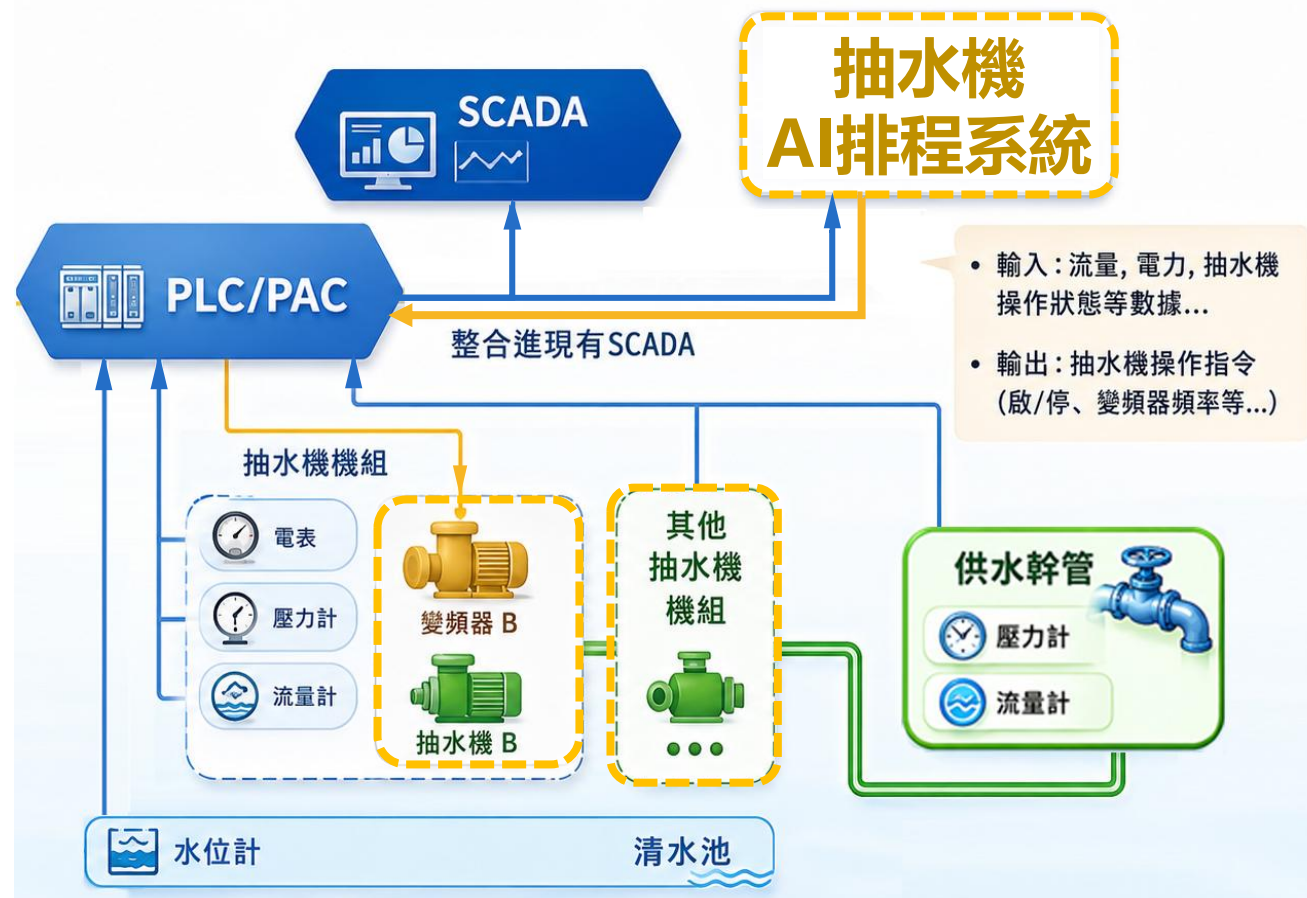 抽水機
AI排程系統
SCADA
PLC/PAC
整合進現有SCADA
• 輸入:流量, 電力, 抽水機
操作狀態等數據...
• 輸出:抽水機操作指令
(啟/停、變頻器頻率等...)
抽水機機組
電表
壓力計
流量計
變頻器 B
抽水機 B
其他
抽水機
機組
供水幹管
壓力計
流量計
水位計
清水池